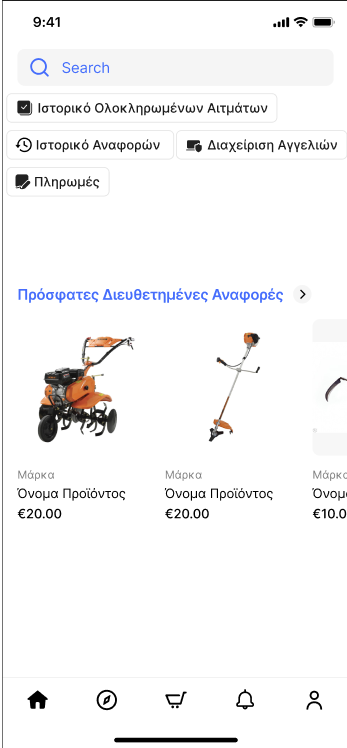 9:41
Search
Ιστορικό Ολοκληρωμένων Αιτμάτων
Ιστορικό Αναφορών Διαχείριση Αγγελιών
Πληρωμές
Πρόσφατες Διευθετημένες Αναφορές
Μάρκα Μάρκα Μάρκα
Όνομα Προϊόντος Όνομα Προϊόντος Όνομ
€20.00 €20.00 €10.0